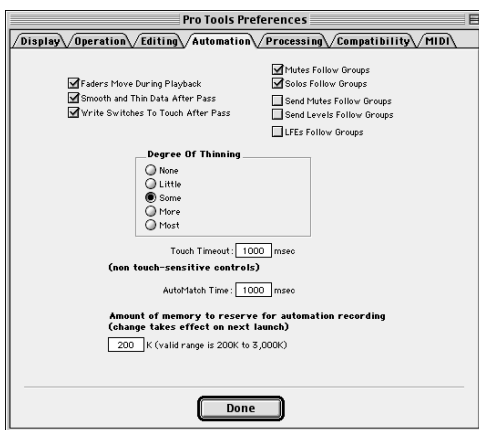 Pro Tools Preferences
Display Operation Editing Automation Processing Compatibility MIDI
Faders Move During Playback
Smooth and Thin Data After Pass
Write Switches To Touch After Pass
Mutes Follow Groups
Solos Follow Groups
Send Mutes Follow Groups
Send Levels Follow Groups
LFEs Follow Groups
Degree Of Thinning
None
Little
Some
More
Most
Touch Timeout: 1000 msec
(non touch-sensitive controls)
AutoMatch Time: 1000 msec
Amount of memory to reserve for automation recording
(change takes effect on next launch)
200 K (valid range is 200K to 3,000K)
Done